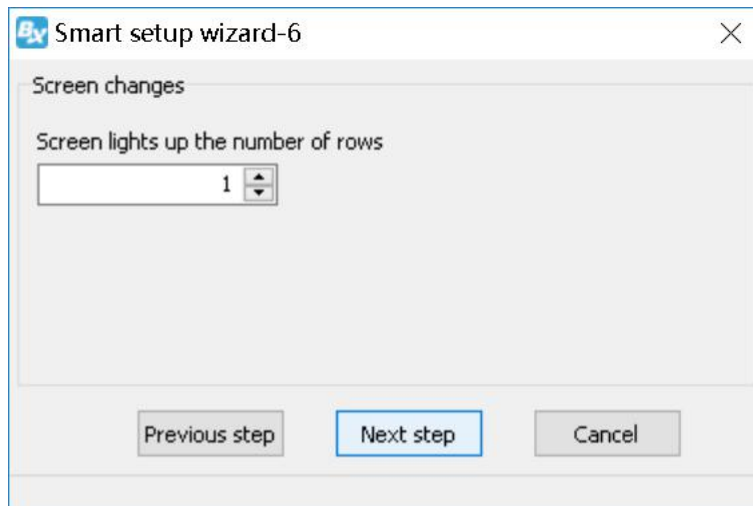 BX Smart setup wizard-6
Screen changes
Screen lights up the number of rows
1
Previous step Next step Cancel